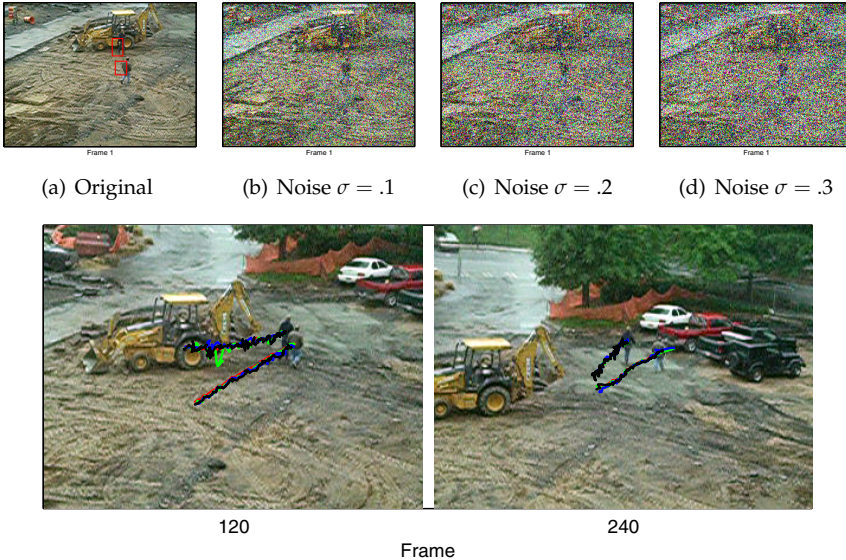 Frame 1
Frame 1
Frame 1
Frame 1
(a) Original
(b) Noise σ = .1
(c) Noise σ = .2
(d) Noise σ = .3
120
240
Frame